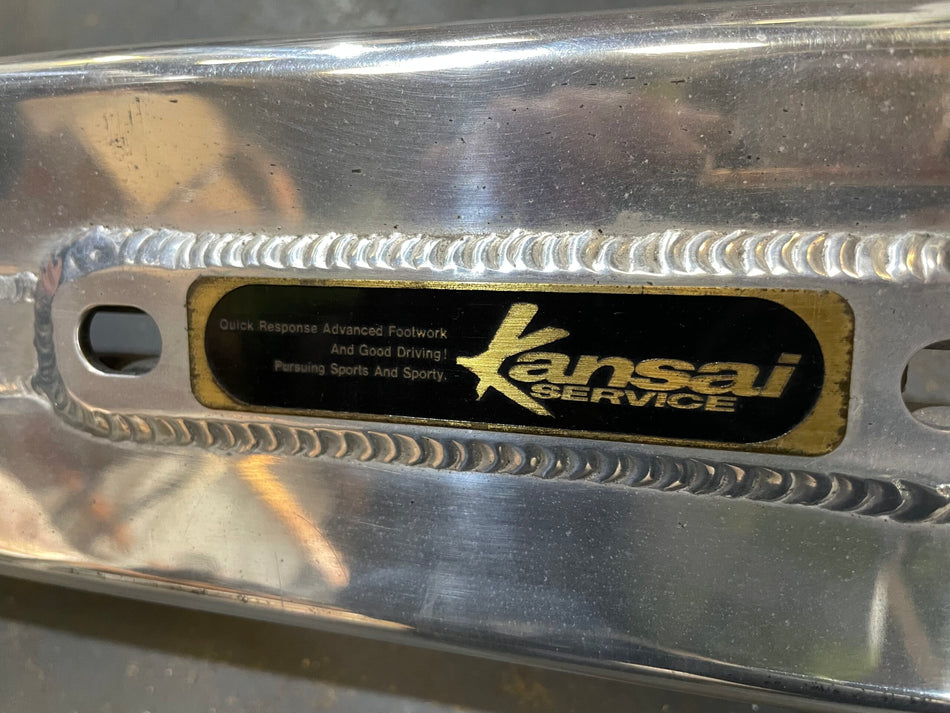 Quick Response Advanced Footwork
And Good Driving!
Pursuing Sports And Sporty.
Kansai
SERVICE